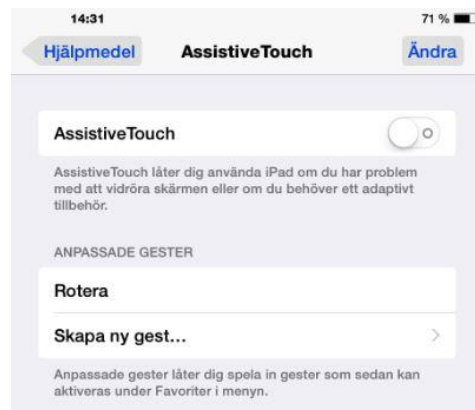 14:31 71 %
Hjälpmedel AssistiveTouch Ändra
AssistiveTouch
AssistiveTouch låter dig använda iPad om du har problem
med att vidröra skärmen eller om du behöver ett adaptivt
tillbehör.
ANPASSADE GESTER
Rotera
Skapa ny gest...
Anpassade gester låter dig spela in gester som sedan kan
aktiveras under Favoriter i menyn.